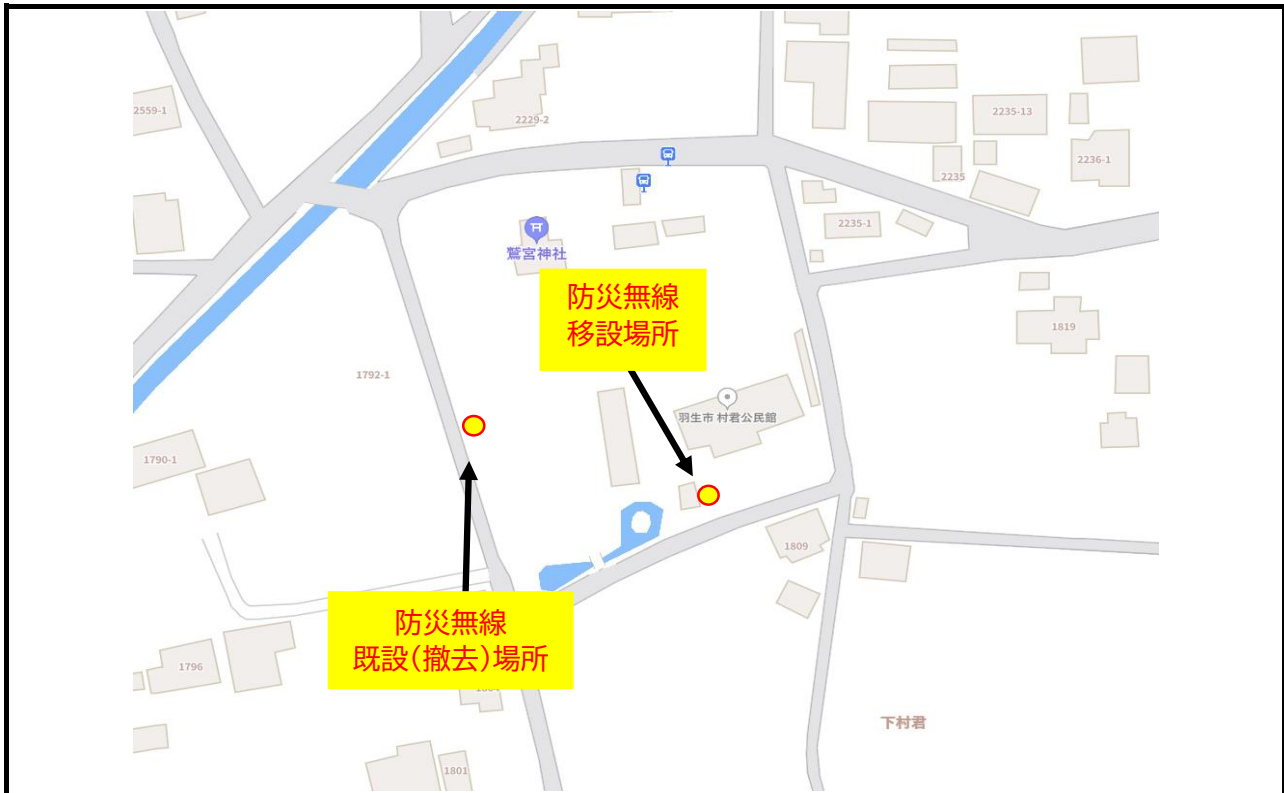 2559-1
2229-2
2235-13
2236-1
2235
2235-1
鷲宮神社
防災無線
移設場所
1819
1792-1
羽生市 村君公民館
1790-1
1809
防災無線
既設(撤去)場所
1796
下村君
1801